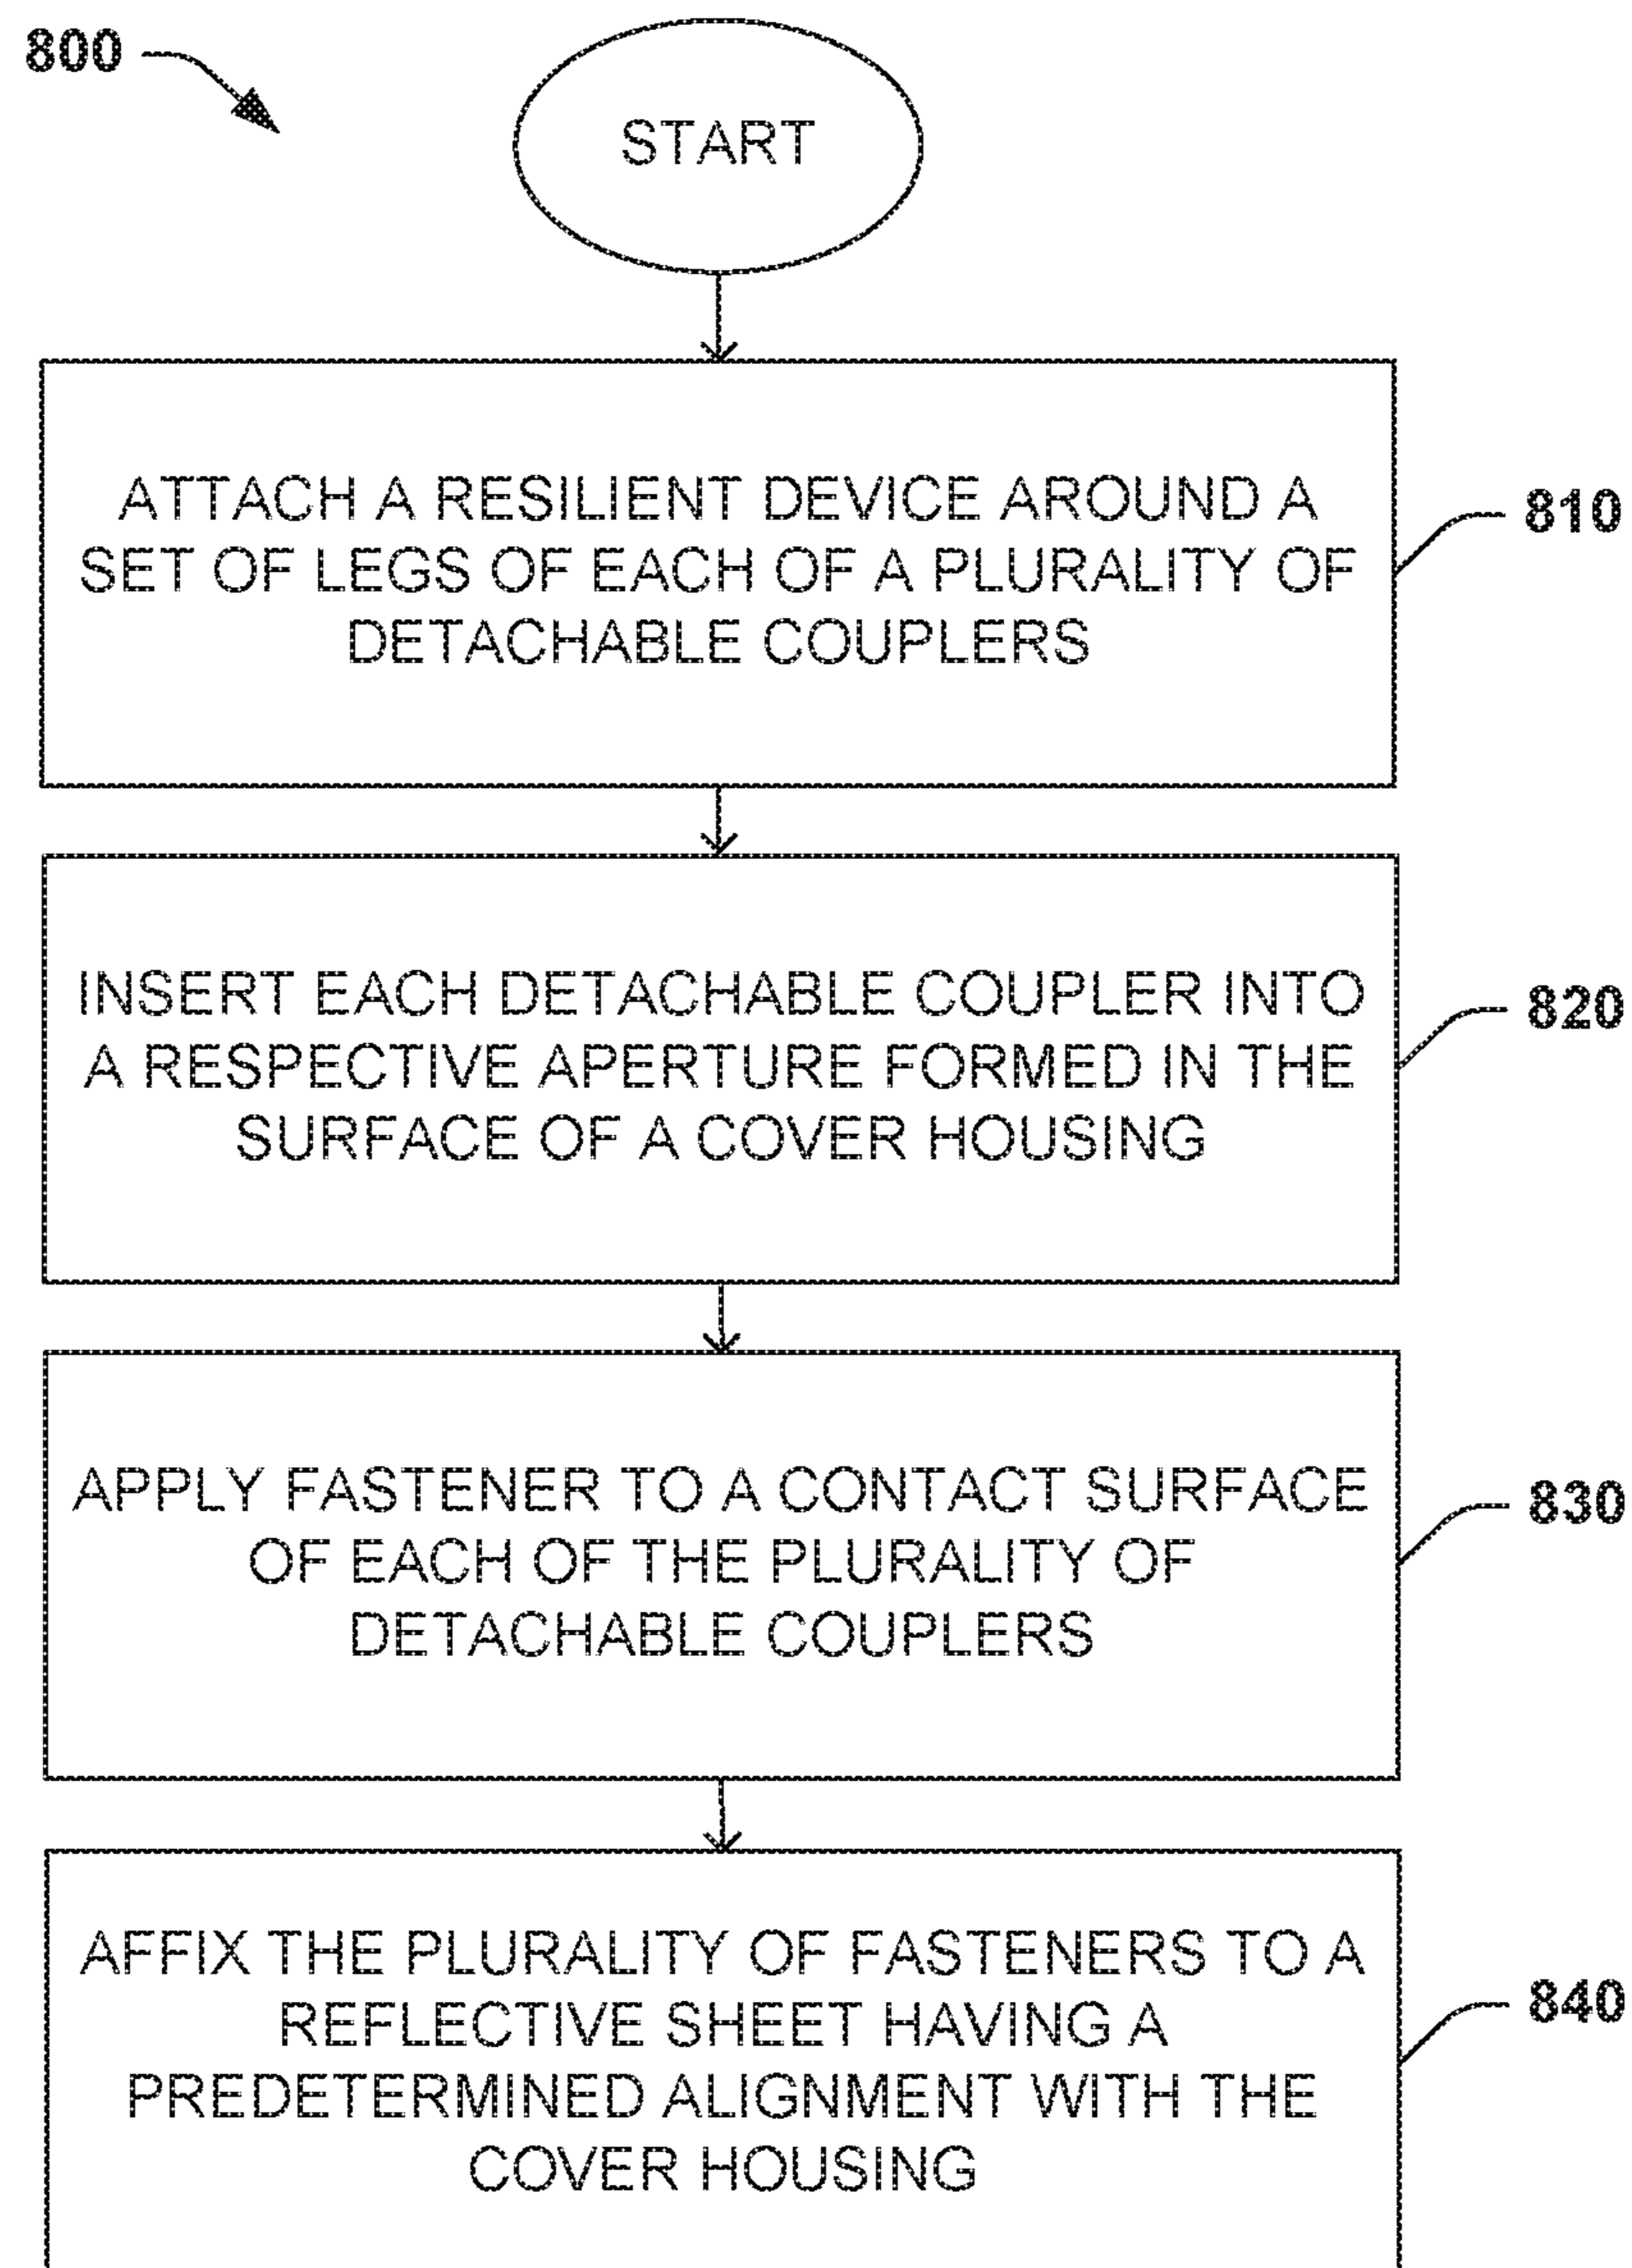 800
START
ATTACH A RESILIENT DEVICE AROUND A
SET OF LEGS OF EACH OF A PLURALITY OF
DETACHABLE COUPLERS
810
INSERT EACH DETACHABLE COUPLER INTO
A RESPECTIVE APERTURE FORMED IN THE
SURFACE OF A COVER HOUSING
820
APPLY FASTENER TO A CONTACT SURFACE
OF EACH OF THE PLURALITY OF
DETACHABLE COUPLERS
830
AFFIX THE PLURALITY OF FASTENERS TO A
REFLECTIVE SHEET HAVING A
PREDETERMINED ALIGNMENT WITH THE
COVER HOUSING
840